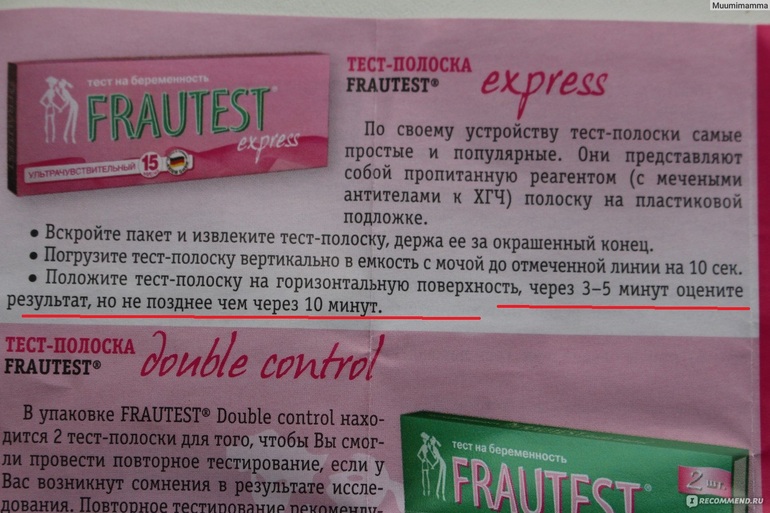 Muumimamma
тест на беременность
FRAUTEST®
express
УЛЬТРАЧУВСТВИТЕЛЬНЫЙ 15
ТЕСТ-ПОЛОСКА
FRAUTEST® express
По своему устройству тест-полоски самые
простые и популярные. Они представляют
собой пропитанную реагентом (с мечеными
антителами к ХГЧ) полоску на пластиковой
подложке.
• Вскройте пакет и извлеките тест-полоску, держа ее за окрашенный конец.
• Погрузите тест-полоску вертикально в емкость с мочой до отмеченной линии на 10 сек.
• Положите тест-полоску на горизонтальную поверхность, через 3–5 минут оцените
результат, но не позднее чем через 10 минут.
ТЕСТ-ПОЛОСКА
FRAUTEST® double control
В упаковке FRAUTEST® Double control нахо-
дится 2 тест-полоски для того, чтобы Вы смог-
ли провести повторное тестирование, если у
Вас возникнут сомнения в результате иссле-
дования. Повторное тестирование рекоменду-
тест на беременность
FRAUTEST
2 шт.
I RECOMMEND.RU